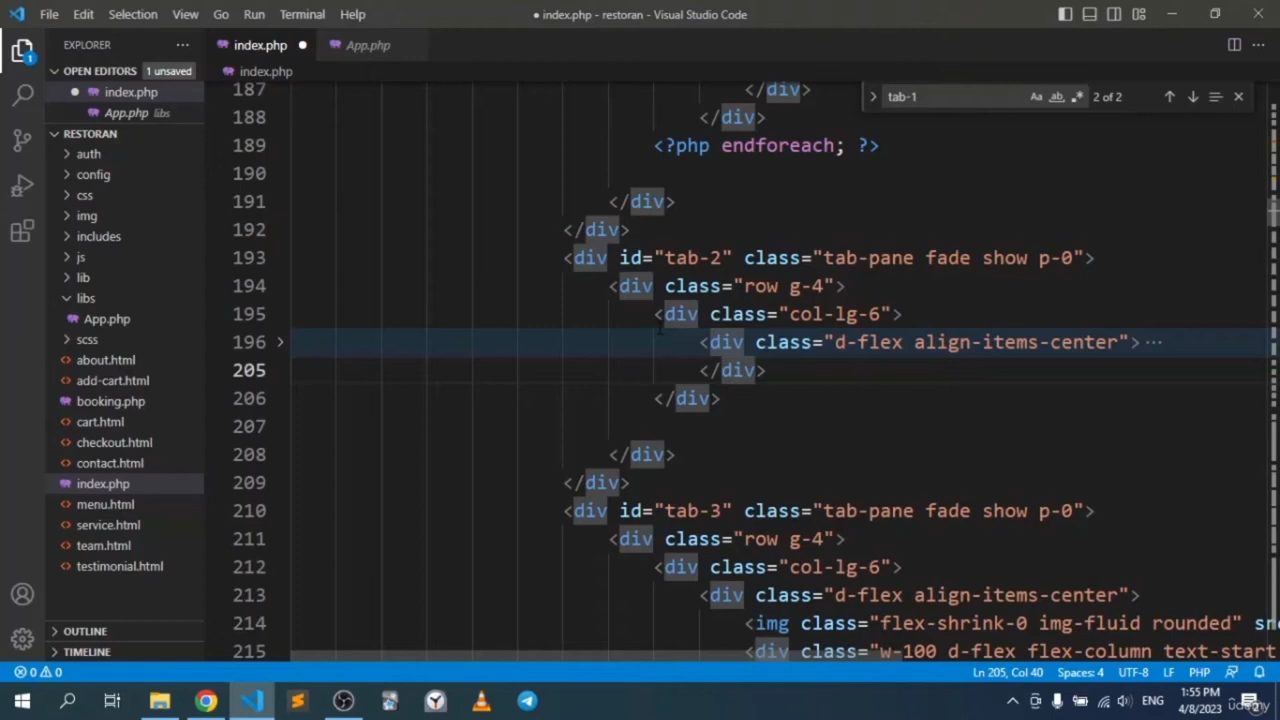 File Edit Selection View Go Run Terminal Help
● index.php - restoran - Visual Studio Code
EXPLORER
index.php
App.php
OPEN EDITORS
1 unsaved
index.php
index.php
App.php libs
tab-1
Aa ab
2 of 2
RESTORAN
auth
config
css
img
includes
js
lib
libs
App.php
scss
about.html
add-cart.html
booking.php
cart.html
checkout.html
contact.html
index.php
menu.html
service.html
team.html
testimonial.html
OUTLINE
TIMELINE
187 </div>
188 </div>
189 <?php endforeach; ?>
190
191 </div>
192 </div>
193 <div id="tab-2" class="tab-pane fade show p-0">
194 <div class="row g-4">
195 <div class="col-lg-6">
196 <div class="d-flex align-items-center">···
205 </div>
206 </div>
207
208 </div>
209 </div>
210 <div id="tab-3" class="tab-pane fade show p-0">
211 <div class="row g-4">
212 <div class="col-lg-6">
213 <div class="d-flex align-items-center">
214 <img class="flex-shrink-0 img-fluid rounded"
215 <div class="w-100 d-flex flex-column text-start
1
0 0
Ln 205, Col 40 Spaces: 4 UTF-8 LF PHP
ENG
1:55 PM
4/8/2023
udemy